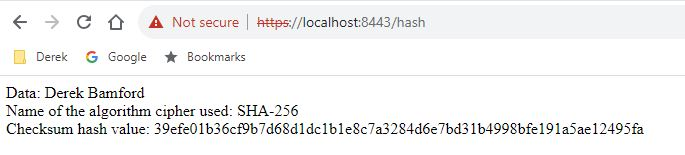 Not secure | https://localhost:8443/hash
Derek Google Bookmarks
Data: Derek Bamford
Name of the algorithm cipher used: SHA-256
Checksum hash value: 39efe01b36cf9b7d68d1dc1b1e8c7a3284d6e7bd31b4998bfe191a5ae12495fa